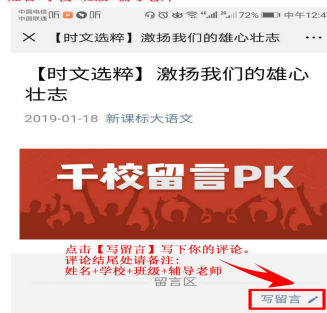 中国电信
中国联通
72% 中午12:4
【时文选粹】激扬我们的雄心
【时文选粹】激扬我们的雄心
壮志
2019-01-18 新课标大语文
千校留言PK
点击【写留言】写下你的评论。
评论结尾处请备注:
姓名+学校+班级+辅导老师
留言区
写留言